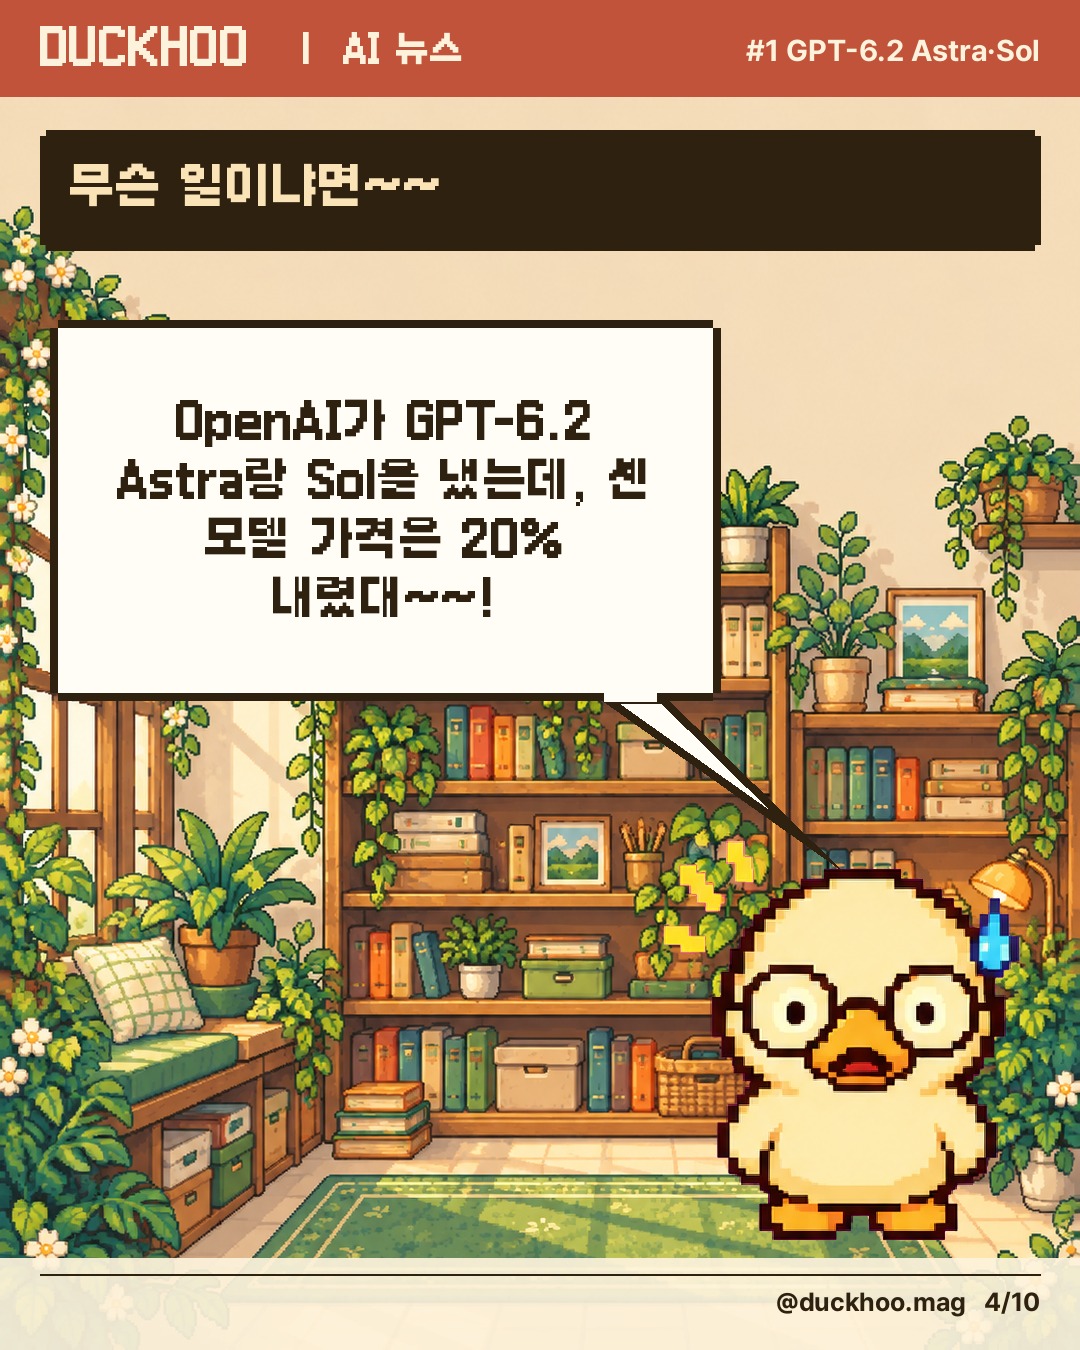 DUCKHOO | AI 뉴스
#1 GPT-6.2 Astra·Sol
무슨 일이냐면~~
OpenAI가 GPT-6.2
Astra랑 Sol을 냈는데, 센
모델 가격은 20%
내렸대~~!
@duckhoo.mag 4/10